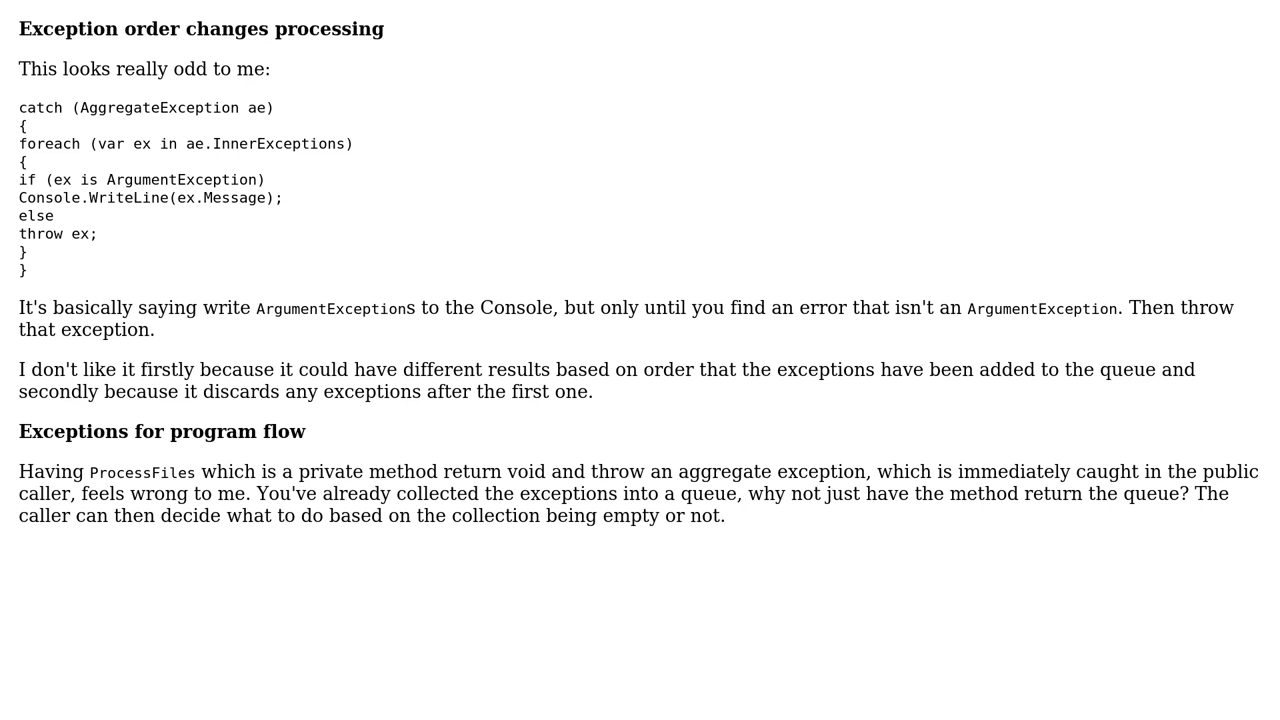 Exception order changes processing
This looks really odd to me:
catch (AggregateException ae)
{
foreach (var ex in ae.InnerExceptions)
{
if (ex is ArgumentException)
Console.WriteLine(ex.Message);
else
throw ex;
}
}
It's basically saying write ArgumentExceptions to the Console, but only until you find an error that isn't an ArgumentException. Then throw
that exception.
I don't like it firstly because it could have different results based on order that the exceptions have been added to the queue and
secondly because it discards any exceptions after the first one.
Exceptions for program flow
Having ProcessFiles which is a private method return void and throw an aggregate exception, which is immediately caught in the public
caller, feels wrong to me. You've already collected the exceptions into a queue, why not just have the method return the queue? The
caller can then decide what to do based on the collection being empty or not.